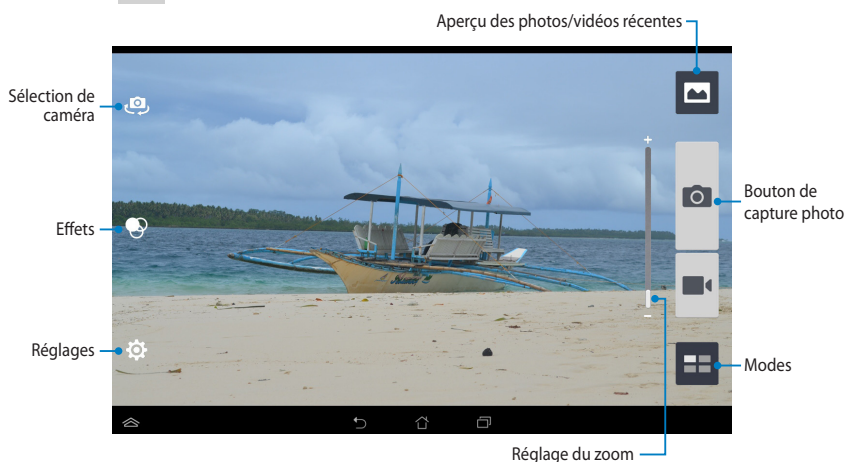 Aperçu des photos/vidéos récentes
Sélection de
caméra
Bouton de
capture photo
Effets
Réglages
Modes
Réglage du zoom